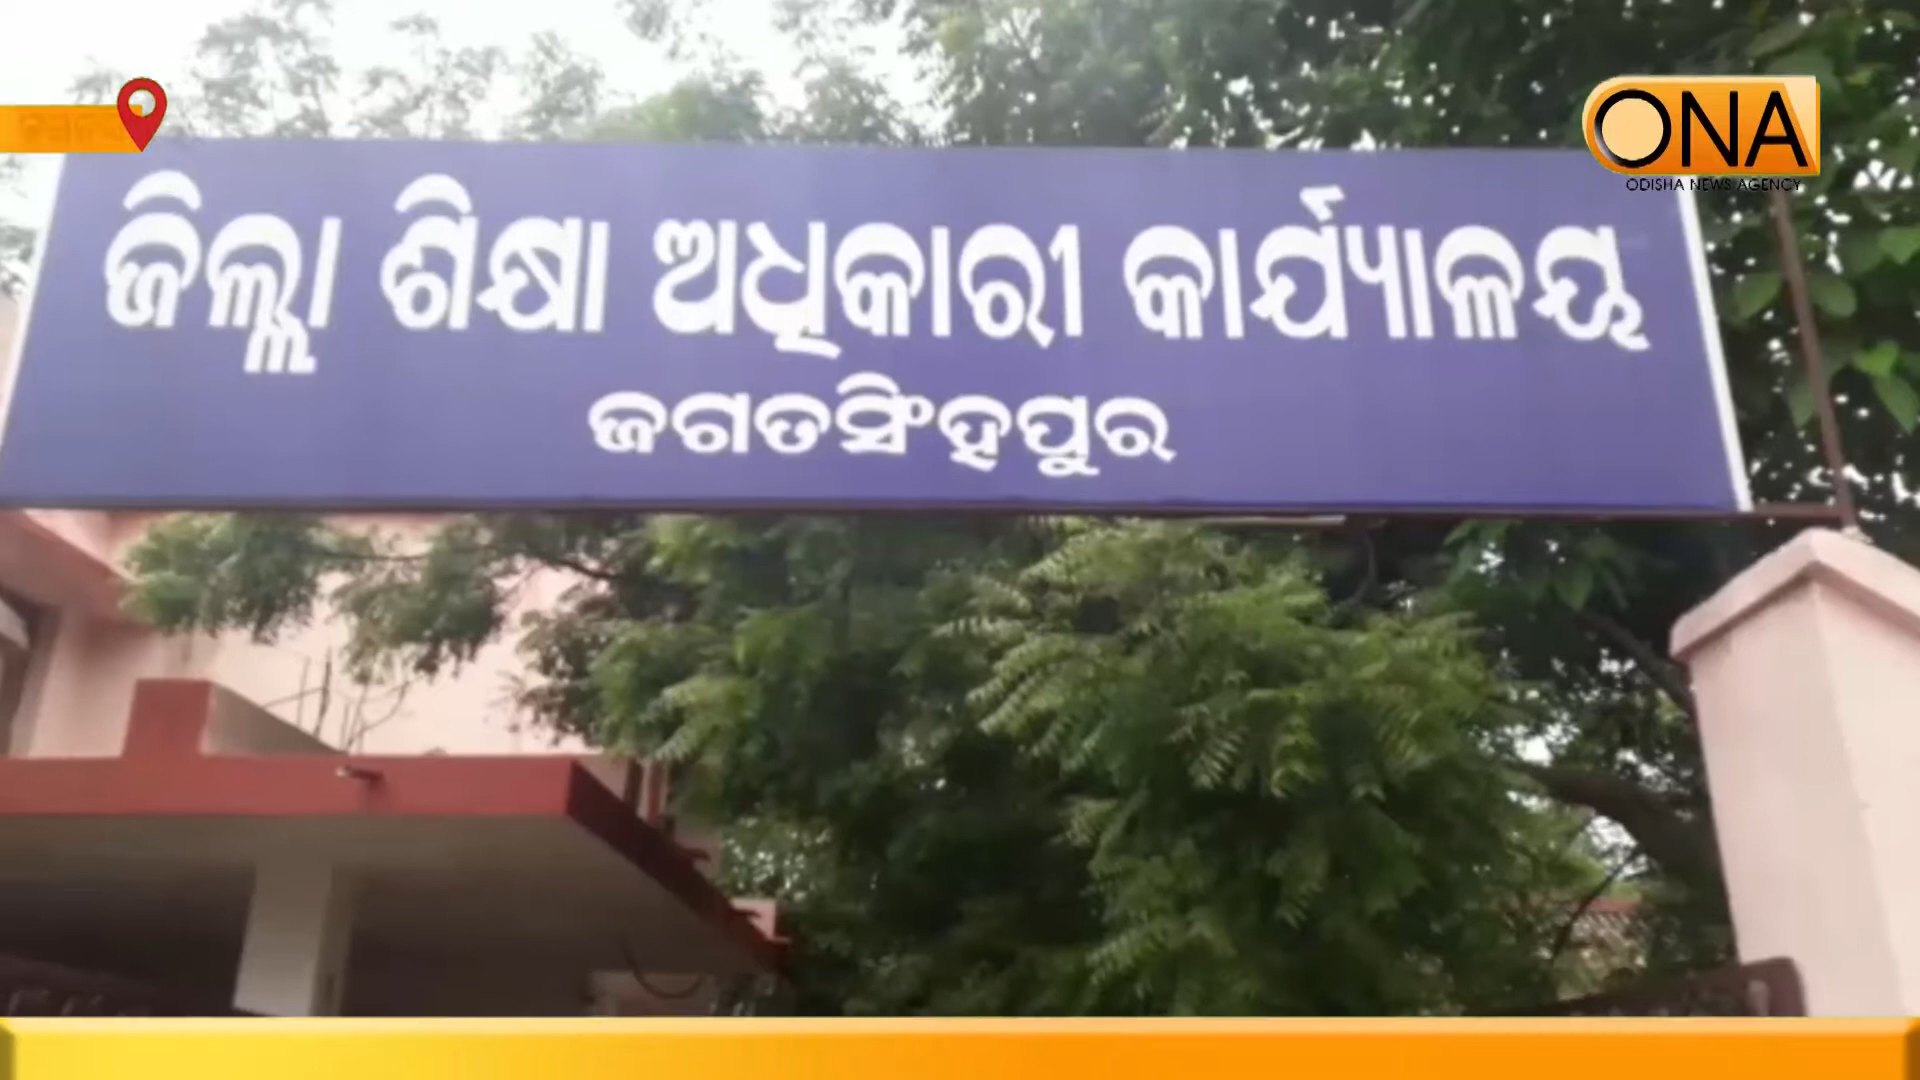 ONA
ODISHA NEWS AGENCY
ଜିଲ୍ଲା ଶିକ୍ଷା ଅଧିକାରୀ କାର୍ଯ୍ୟାଳୟ
ଜଗତସିଂହପୁର